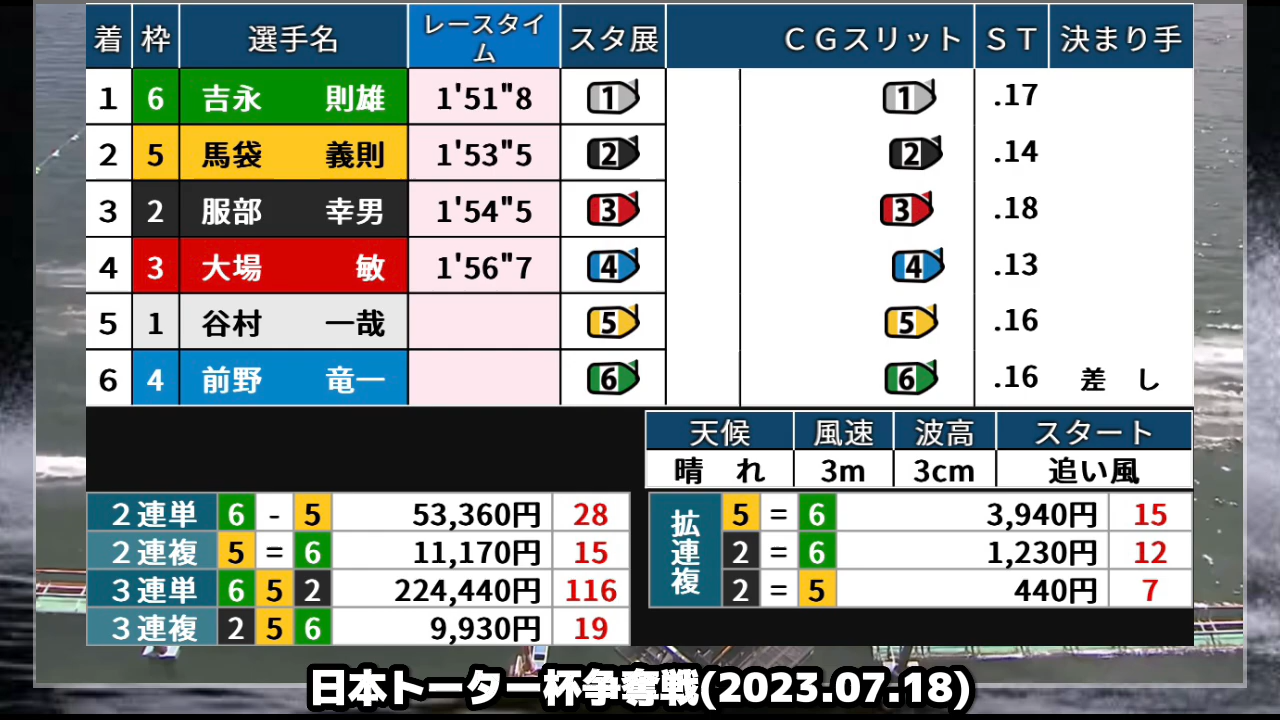 着 枠 選手名 レースタイム スタ展 CGスリット ST 決まり手
1 6 吉永 則雄 1'51"8 1 1 .17
2 5 馬袋 義則 1'53"5 2 2 .14
3 2 服部 幸男 1'54"5 3 3 .18
4 3 大場 敏 1'56"7 4 4 .13
5 1 谷村 一哉 5 5 .16
6 4 前野 竜一 6 6 .16 差 し
天候 風速 波高 スタート
晴 れ 3m 3cm 追い風
2連単 6 - 5 53,360円 28
2連複 5 = 6 11,170円 15
3連単 6 5 2 224,440円 116
3連複 2 5 6 9,930円 19
拡連複 5 = 6 3,940円 15
2 = 6 1,230円 12
2 = 5 440円 7
日本トーター杯争奪戦(2023.07.18)